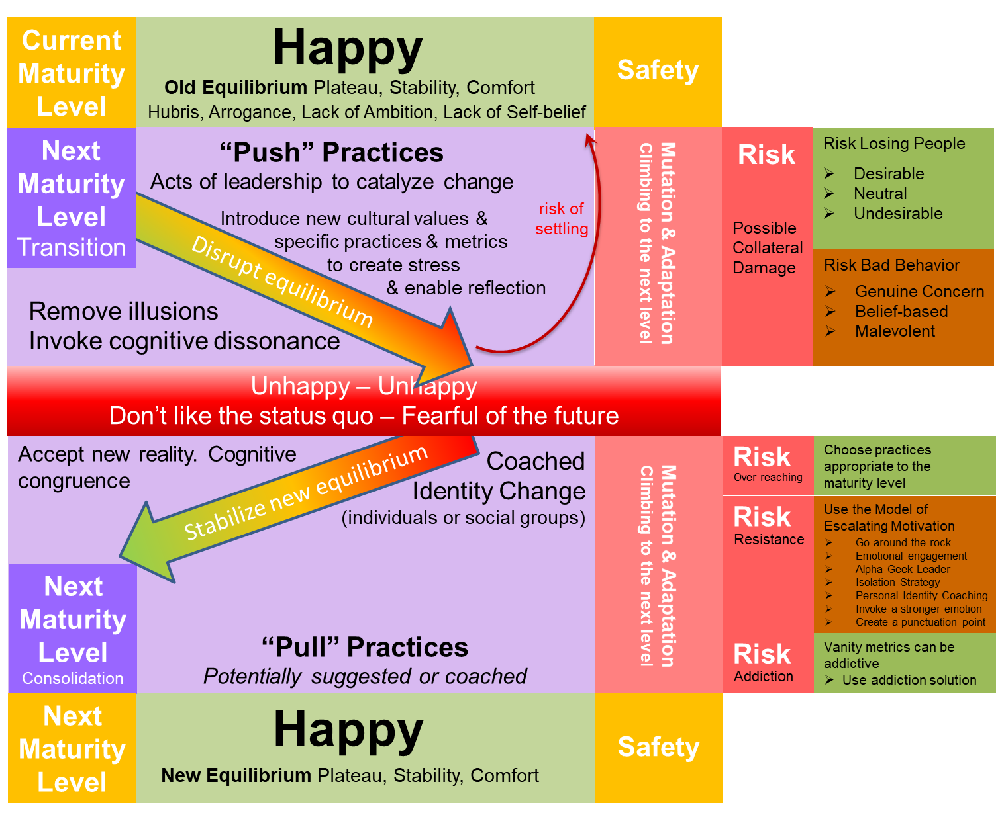 Current
Maturity
Level
Happy
Old Equilibrium Plateau, Stability, Comfort
Hubris, Arrogance, Lack of Ambition, Lack of Self-belief
Safety
Next
Maturity
Level
Transition
“Push” Practices
Acts of leadership to catalyze change
Introduce new cultural values &
specific practices & metrics
to create stress
& enable reflection
Disrupt equilibrium
risk of
settling
Remove illusions
Invoke cognitive dissonance
Mutation & Adaptation
Climbing to the next level
Risk
Possible
Collateral
Damage
Risk Losing People
➢ Desirable
➢ Neutral
➢ Undesirable
Risk Bad Behavior
➢ Genuine Concern
➢ Belief-based
➢ Malevolent
Unhappy – Unhappy
Don’t like the status quo – Fearful of the future
Accept new reality. Cognitive
congruence
Stabilize new equilibrium
Coached
Identity Change
(individuals or social groups)
Next
Maturity
Level
Consolidation
“Pull” Practices
Potentially suggested or coached
Mutation & Adaptation
Climbing to the next level
Risk
Over-reaching
Choose practices
appropriate to the
maturity level
Risk
Resistance
Use the Model of
Escalating Motivation
➢ Go around the rock
➢ Emotional engagement
➢ Alpha Geek Leader
➢ Isolation Strategy
➢ Personal Identity Coaching
➢ Invoke a stronger emotion
➢ Create a punctuation point
Risk
Addiction
Vanity metrics can be
addictive
➢ Use addiction solution
Next
Maturity
Level
Happy
New Equilibrium Plateau, Stability, Comfort
Safety